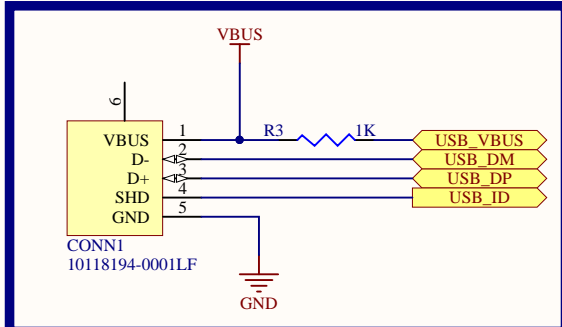 VBUS
6
R3 1K
VBUS 1 USB_VBUS
D- 2 USB_DM
D+ 3 USB_DP
SHD 4 USB_ID
GND 5
CONN1
10118194-0001LF
GND